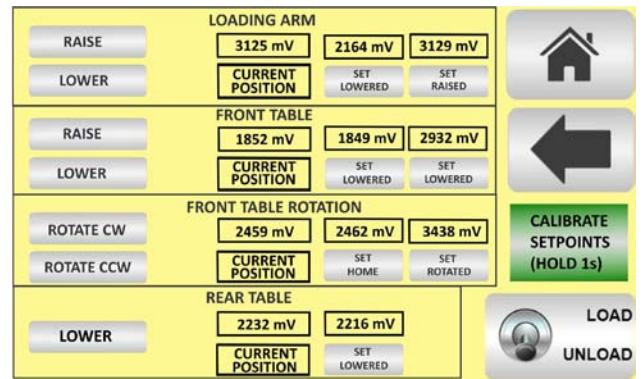 LOADING ARM
RAISE
3125 mV
2164 mV
3129 mV
LOWER
CURRENT
POSITION
SET
LOWERED
SET
RAISED
FRONT TABLE
RAISE
1852 mV
1849 mV
2932 mV
LOWER
CURRENT
POSITION
SET
LOWERED
SET
LOWERED
FRONT TABLE ROTATION
ROTATE CW
2459 mV
2462 mV
3438 mV
ROTATE CCW
CURRENT
POSITION
SET
HOME
SET
ROTATED
REAR TABLE
LOWER
2232 mV
2216 mV
CURRENT
POSITION
SET
LOWERED
CALIBRATE
SETPOINTS
(HOLD 1s)
LOAD
UNLOAD